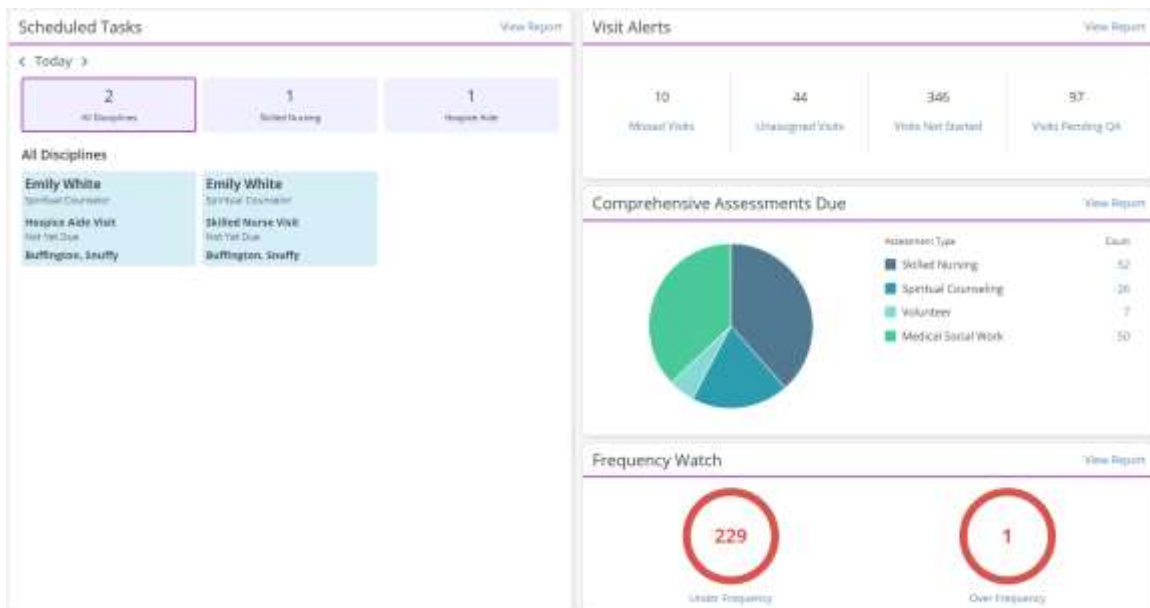 Scheduled Tasks
View Report
< Today >
2
All Disciplines
1
Skilled Nursing
1
Hospice Aide
All Disciplines
Emily White
Spiritual Counselor
Hospice Aide Visit
Not Yet Due
Buffington, Snuffy
Emily White
Spiritual Counselor
Skilled Nurse Visit
Not Yet Due
Buffington, Snuffy
Visit Alerts
View Report
10
Missed Visits
44
Unassigned Visits
346
Visits Not Started
97
Visits Pending QA
Comprehensive Assessments Due
View Report
Assessment Type Count
Skilled Nursing 52
Spiritual Counseling 26
Volunteer 7
Medical Social Work 50
Frequency Watch
View Report
229
Under Frequency
1
Over Frequency